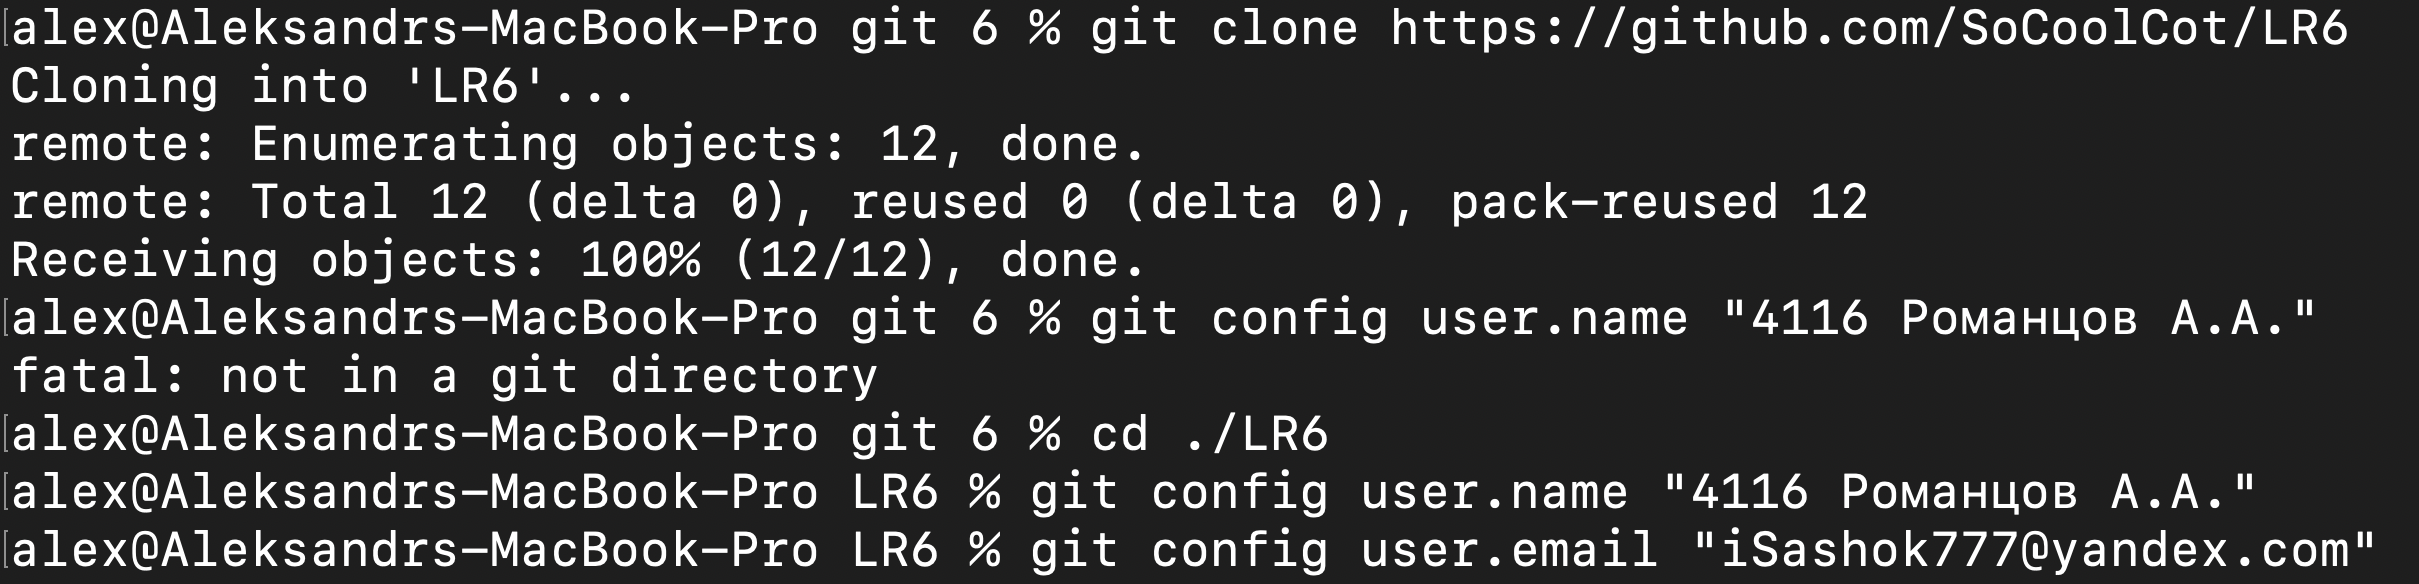 [alex@Aleksandrs-MacBook-Pro git 6 % git clone https://github.com/SoCoolCot/LR6
Cloning into 'LR6'...
remote: Enumerating objects: 12, done.
remote: Total 12 (delta 0), reused 0 (delta 0), pack-reused 12
Receiving objects: 100% (12/12), done.
[alex@Aleksandrs-MacBook-Pro git 6 % git config user.name "4116 Романцов А.А."
fatal: not in a git directory
[alex@Aleksandrs-MacBook-Pro git 6 % cd ./LR6
[alex@Aleksandrs-MacBook-Pro LR6 % git config user.name "4116 Романцов А.А."
[alex@Aleksandrs-MacBook-Pro LR6 % git config user.email "iSashok777@yandex.com"